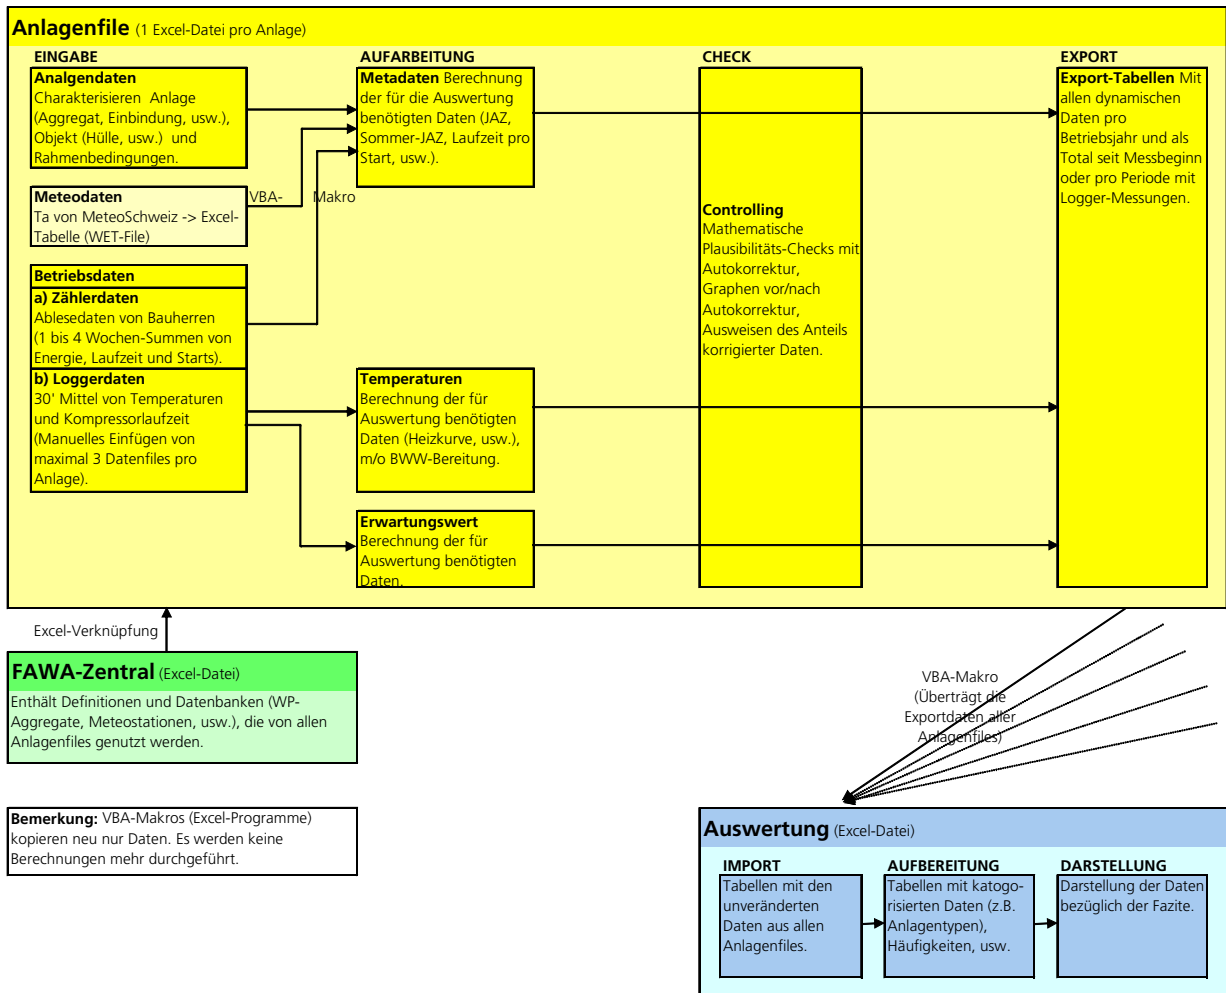 Anlagenfile (1 Excel-Datei pro Anlage)
EINGABE
Analgendaten
Charakterisieren Anlage
(Aggregat, Einbindung, usw.),
Objekt (Hülle, usw.) und
Rahmenbedingungen.
Meteodaten
Ta von MeteoSchweiz -> Excel-
Tabelle (WET-File)
VBA- Makro
Betriebsdaten
a) Zählerdaten
Ablesedaten von Bauherren
(1 bis 4 Wochen-Summen von
Energie, Laufzeit und Starts).
b) Loggerdaten
30' Mittel von Temperaturen
und Kompressorlaufzeit
(Manuelles Einfügen von
maximal 3 Datenfiles pro
Anlage).
AUFARBEITUNG
Metadaten Berechnung
der für die Auswertung
benötigten Daten (JAZ,
Sommer-JAZ, Laufzeit pro
Start, usw.).
Temperaturen
Berechnung der für
Auswertung benötigten
Daten (Heizkurve, usw.),
m/o BWW-Bereitung.
Erwartungswert
Berechnung der für
Auswertung benötigten
Daten.
CHECK
Controlling
Mathematische
Plausibilitäts-Checks mit
Autokorrektur,
Graphen vor/nach
Autokorrektur,
Ausweisen des Anteils
korrigierter Daten.
EXPORT
Export-Tabellen Mit
allen dynamischen
Daten pro
Betriebsjahr und als
Total seit Messbeginn
oder pro Periode mit
Logger-Messungen.
Excel-Verknüpfung
FAWA-Zentral (Excel-Datei)
Enthält Definitionen und Datenbanken (WP-
Aggregate, Meteostationen, usw.), die von allen
Anlagenfiles genutzt werden.
Bemerkung: VBA-Makros (Excel-Programme)
kopieren neu nur Daten. Es werden keine
Berechnungen mehr durchgeführt.
VBA-Makro
(Überträgt die
Exportdaten aller
Anlagenfiles)
Auswertung (Excel-Datei)
IMPORT
Tabellen mit den
unveränderten
Daten aus allen
Anlagenfiles.
AUFBEREITUNG
Tabellen mit katogo-
risierten Daten (z.B.
Anlagentypen),
Häufigkeiten, usw.
DARSTELLUNG
Darstellung der Daten
bezüglich der Fazite.